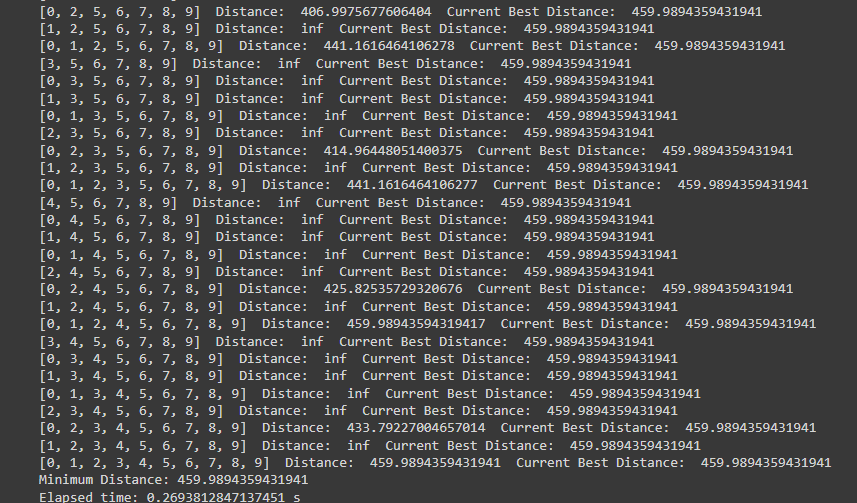 [0, 2, 5, 6, 7, 8, 9]  Distance:  406.9975677606404  Current Best Distance:  459.9894359431941
[1, 2, 5, 6, 7, 8, 9]  Distance:  inf  Current Best Distance:  459.9894359431941
[0, 1, 2, 5, 6, 7, 8, 9]  Distance:  441.1616464106278  Current Best Distance:  459.9894359431941
[3, 5, 6, 7, 8, 9]  Distance:  inf  Current Best Distance:  459.9894359431941
[0, 3, 5, 6, 7, 8, 9]  Distance:  inf  Current Best Distance:  459.9894359431941
[1, 3, 5, 6, 7, 8, 9]  Distance:  inf  Current Best Distance:  459.9894359431941
[0, 1, 3, 5, 6, 7, 8, 9]  Distance:  inf  Current Best Distance:  459.9894359431941
[2, 3, 5, 6, 7, 8, 9]  Distance:  inf  Current Best Distance:  459.9894359431941
[0, 2, 3, 5, 6, 7, 8, 9]  Distance:  414.96448051400375  Current Best Distance:  459.9894359431941
[1, 2, 3, 5, 6, 7, 8, 9]  Distance:  inf  Current Best Distance:  459.9894359431941
[0, 1, 2, 3, 5, 6, 7, 8, 9]  Distance:  441.1616464106277  Current Best Distance:  459.9894359431941
[4, 5, 6, 7, 8, 9]  Distance:  inf  Current Best Distance:  459.9894359431941
[0, 4, 5, 6, 7, 8, 9]  Distance:  inf  Current Best Distance:  459.9894359431941
[1, 4, 5, 6, 7, 8, 9]  Distance:  inf  Current Best Distance:  459.9894359431941
[0, 1, 4, 5, 6, 7, 8, 9]  Distance:  inf  Current Best Distance:  459.9894359431941
[2, 4, 5, 6, 7, 8, 9]  Distance:  inf  Current Best Distance:  459.9894359431941
[0, 2, 4, 5, 6, 7, 8, 9]  Distance:  425.82535729320676  Current Best Distance:  459.9894359431941
[1, 2, 4, 5, 6, 7, 8, 9]  Distance:  inf  Current Best Distance:  459.9894359431941
[0, 1, 2, 4, 5, 6, 7, 8, 9]  Distance:  459.98943594319417  Current Best Distance:  459.9894359431941
[3, 4, 5, 6, 7, 8, 9]  Distance:  inf  Current Best Distance:  459.9894359431941
[0, 3, 4, 5, 6, 7, 8, 9]  Distance:  inf  Current Best Distance:  459.9894359431941
[1, 3, 4, 5, 6, 7, 8, 9]  Distance:  inf  Current Best Distance:  459.9894359431941
[0, 1, 3, 4, 5, 6, 7, 8, 9]  Distance:  inf  Current Best Distance:  459.9894359431941
[2, 3, 4, 5, 6, 7, 8, 9]  Distance:  inf  Current Best Distance:  459.9894359431941
[0, 2, 3, 4, 5, 6, 7, 8, 9]  Distance:  433.79227004657014  Current Best Distance:  459.9894359431941
[1, 2, 3, 4, 5, 6, 7, 8, 9]  Distance:  inf  Current Best Distance:  459.9894359431941
[0, 1, 2, 3, 4, 5, 6, 7, 8, 9]  Distance:  459.9894359431941  Current Best Distance:  459.9894359431941
Minimum Distance: 459.9894359431941
Elapsed time: 0.2693812847137451 s